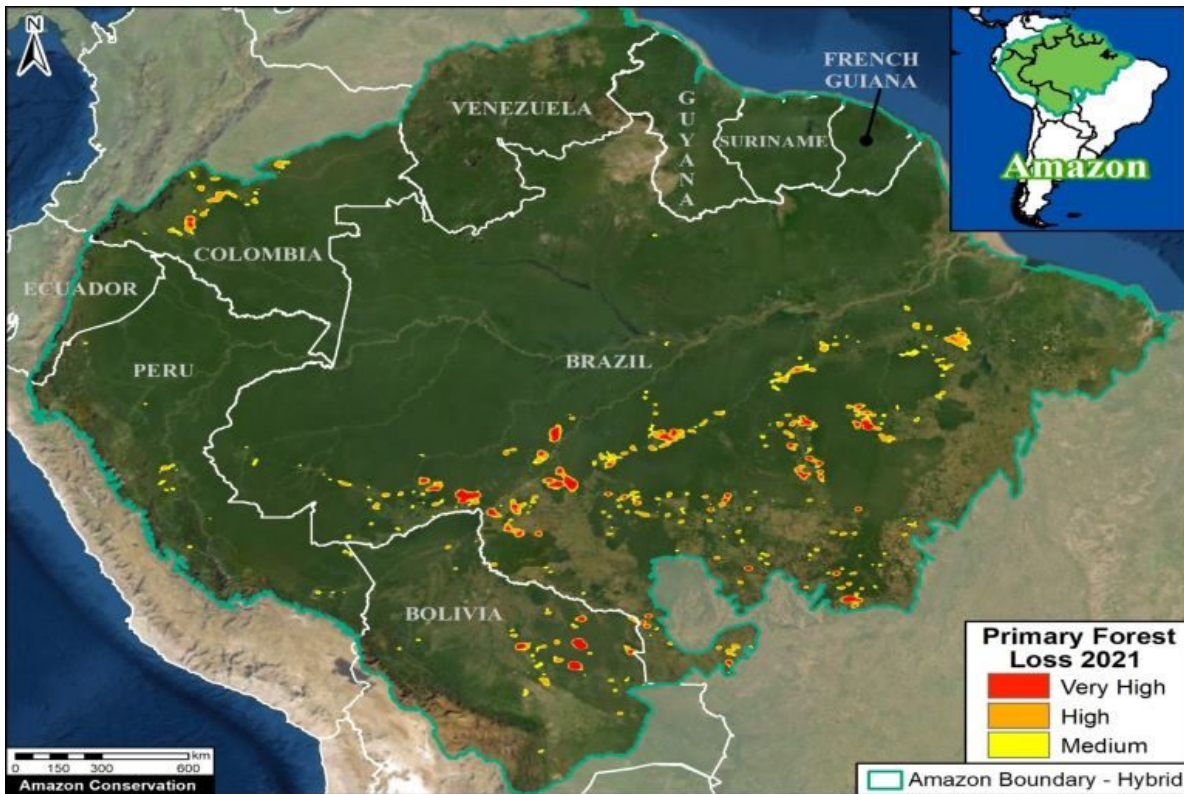 N
VENEZUELA
GUYANA
SURINAME
FRENCH
GUIANA
COLOMBIA
ECUADOR
PERU
BRAZIL
BOLIVIA
Amazon
Primary Forest
Loss 2021
Very High
High
Medium
Amazon Boundary - Hybrid
km
0 150 300 600
Amazon Conservation